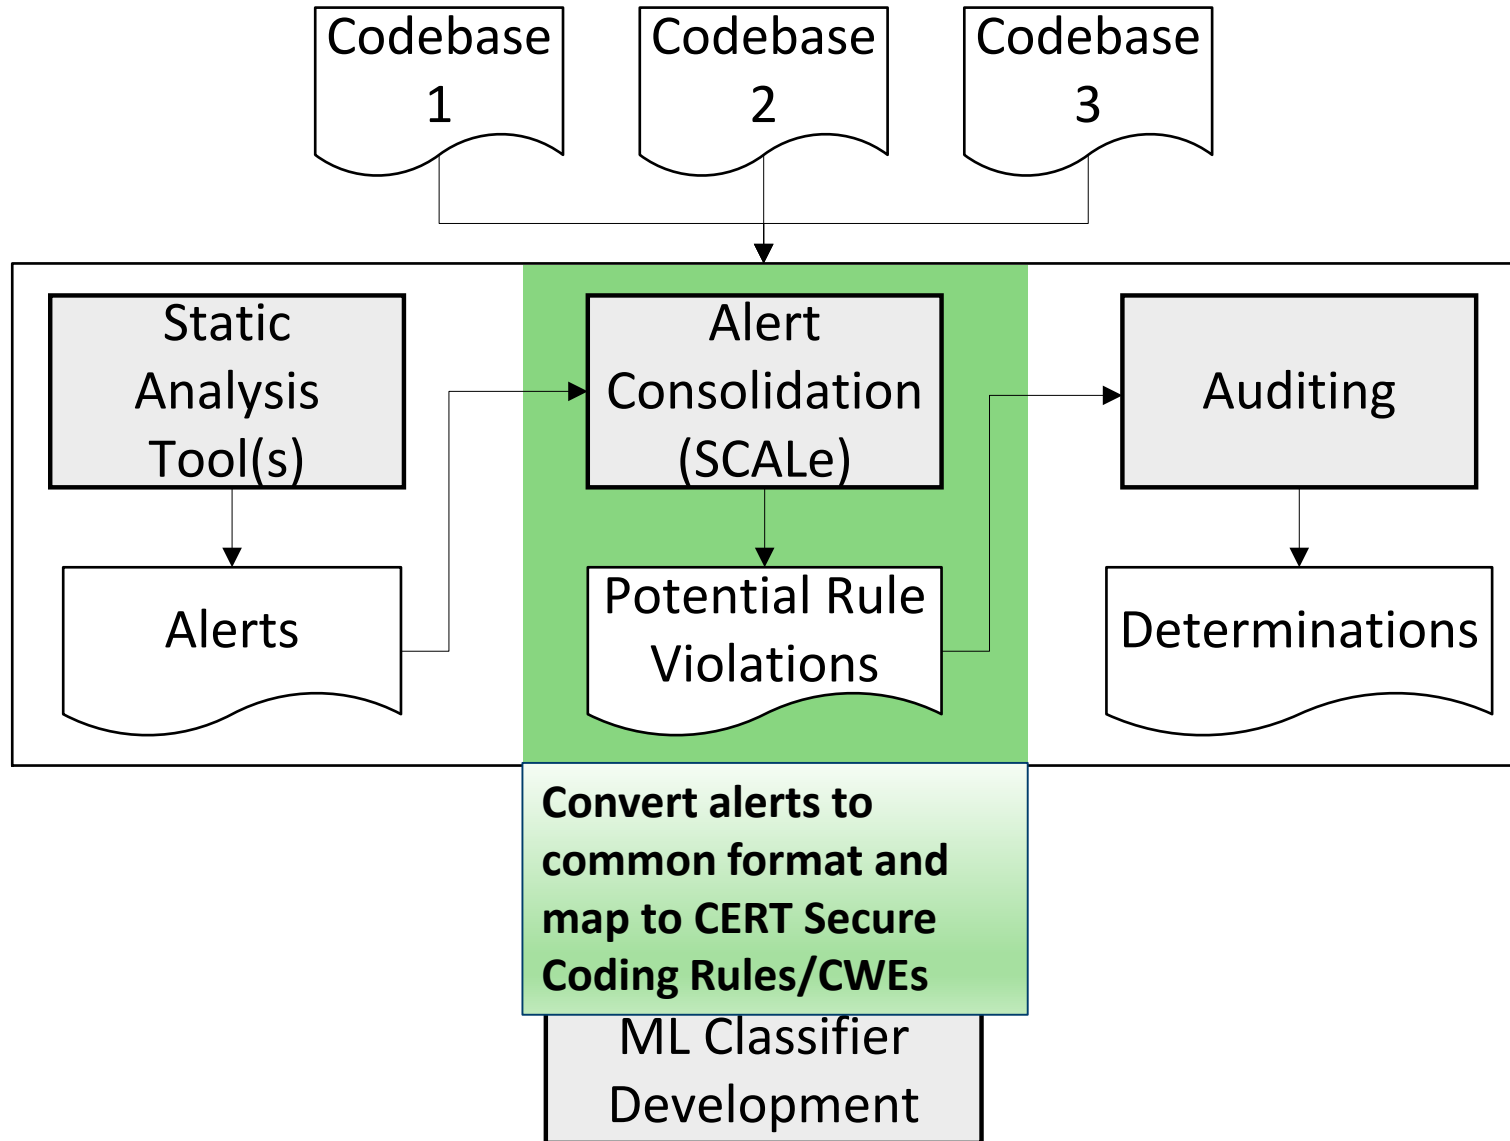 Codebase
1
Codebase
2
Codebase
3
Static
Analysis
Tool(s)
Alert
Consolidation
(SCALe)
Auditing
Alerts
Potential Rule
Violations
Determinations
Convert alerts to
common format and
map to CERT Secure
Coding Rules/CWEs
ML Classifier
Development